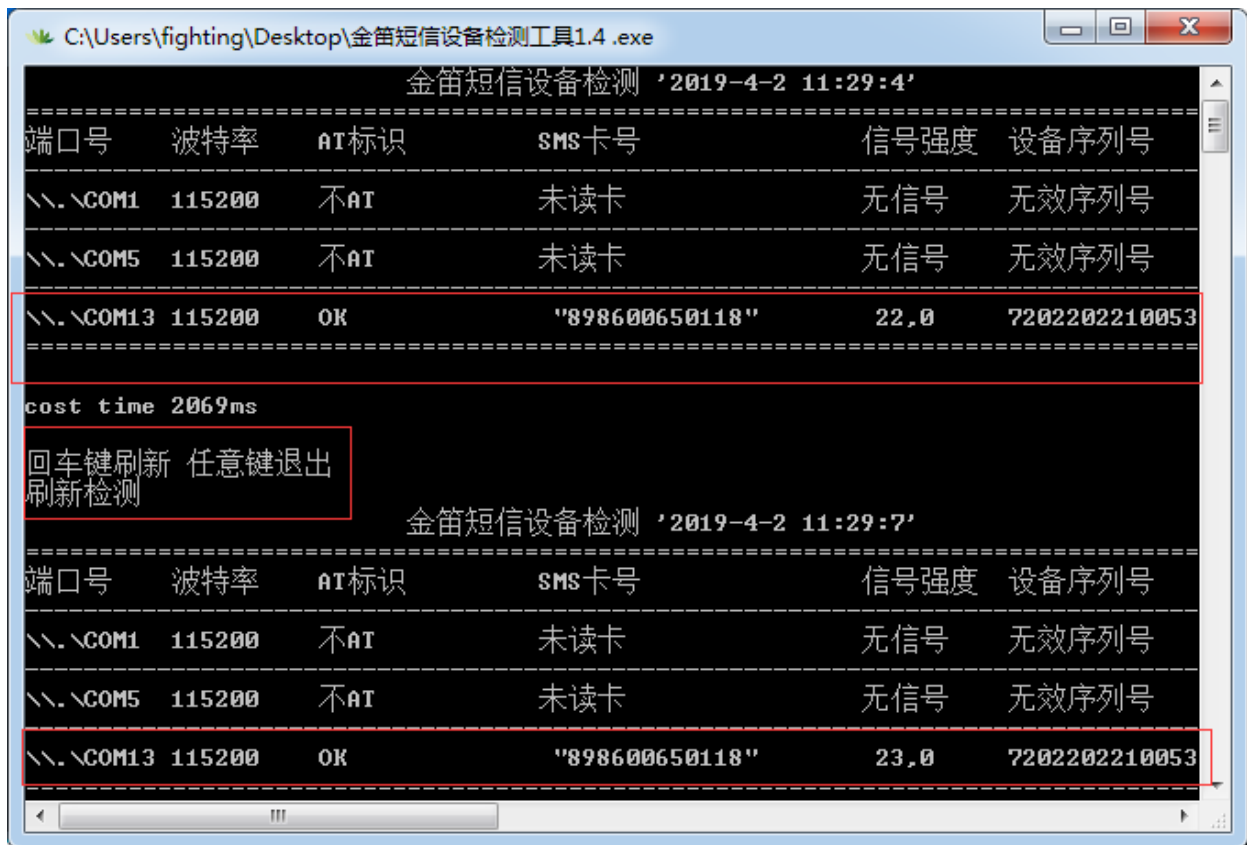 C:\Users\fighting\Desktop\金笛短信设备检测工具1.4 .exe
金笛短信设备检测 '2019-4-2 11:29:4'
================================================================================
端口号 波特率 AT标识 SMS卡号 信号强度 设备序列号
--------------------------------------------------------------------------------
\\.\COM1 115200 不AT 未读卡 无信号 无效序列号
--------------------------------------------------------------------------------
\\.\COM5 115200 不AT 未读卡 无信号 无效序列号
--------------------------------------------------------------------------------
\\.\COM13 115200 OK "898600650118" 22,0 7202202210053
================================================================================
cost time 2069ms
回车键刷新 任意键退出
刷新检测
金笛短信设备检测 '2019-4-2 11:29:7'
================================================================================
端口号 波特率 AT标识 SMS卡号 信号强度 设备序列号
--------------------------------------------------------------------------------
\\.\COM1 115200 不AT 未读卡 无信号 无效序列号
--------------------------------------------------------------------------------
\\.\COM5 115200 不AT 未读卡 无信号 无效序列号
--------------------------------------------------------------------------------
\\.\COM13 115200 OK "898600650118" 23,0 7202202210053
--------------------------------------------------------------------------------